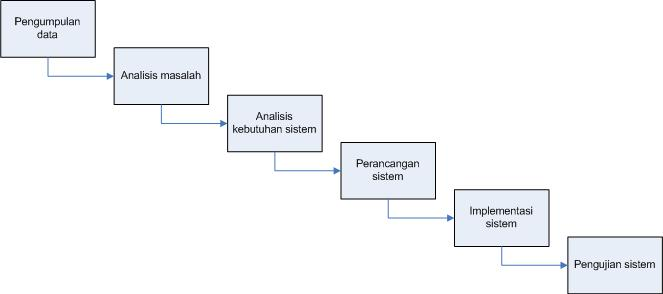 Pengumpulan
data
Analisis masalah
Analisis
kebutuhan sistem
Perancangan
sistem
Implementasi
sistem
Pengujian sistem